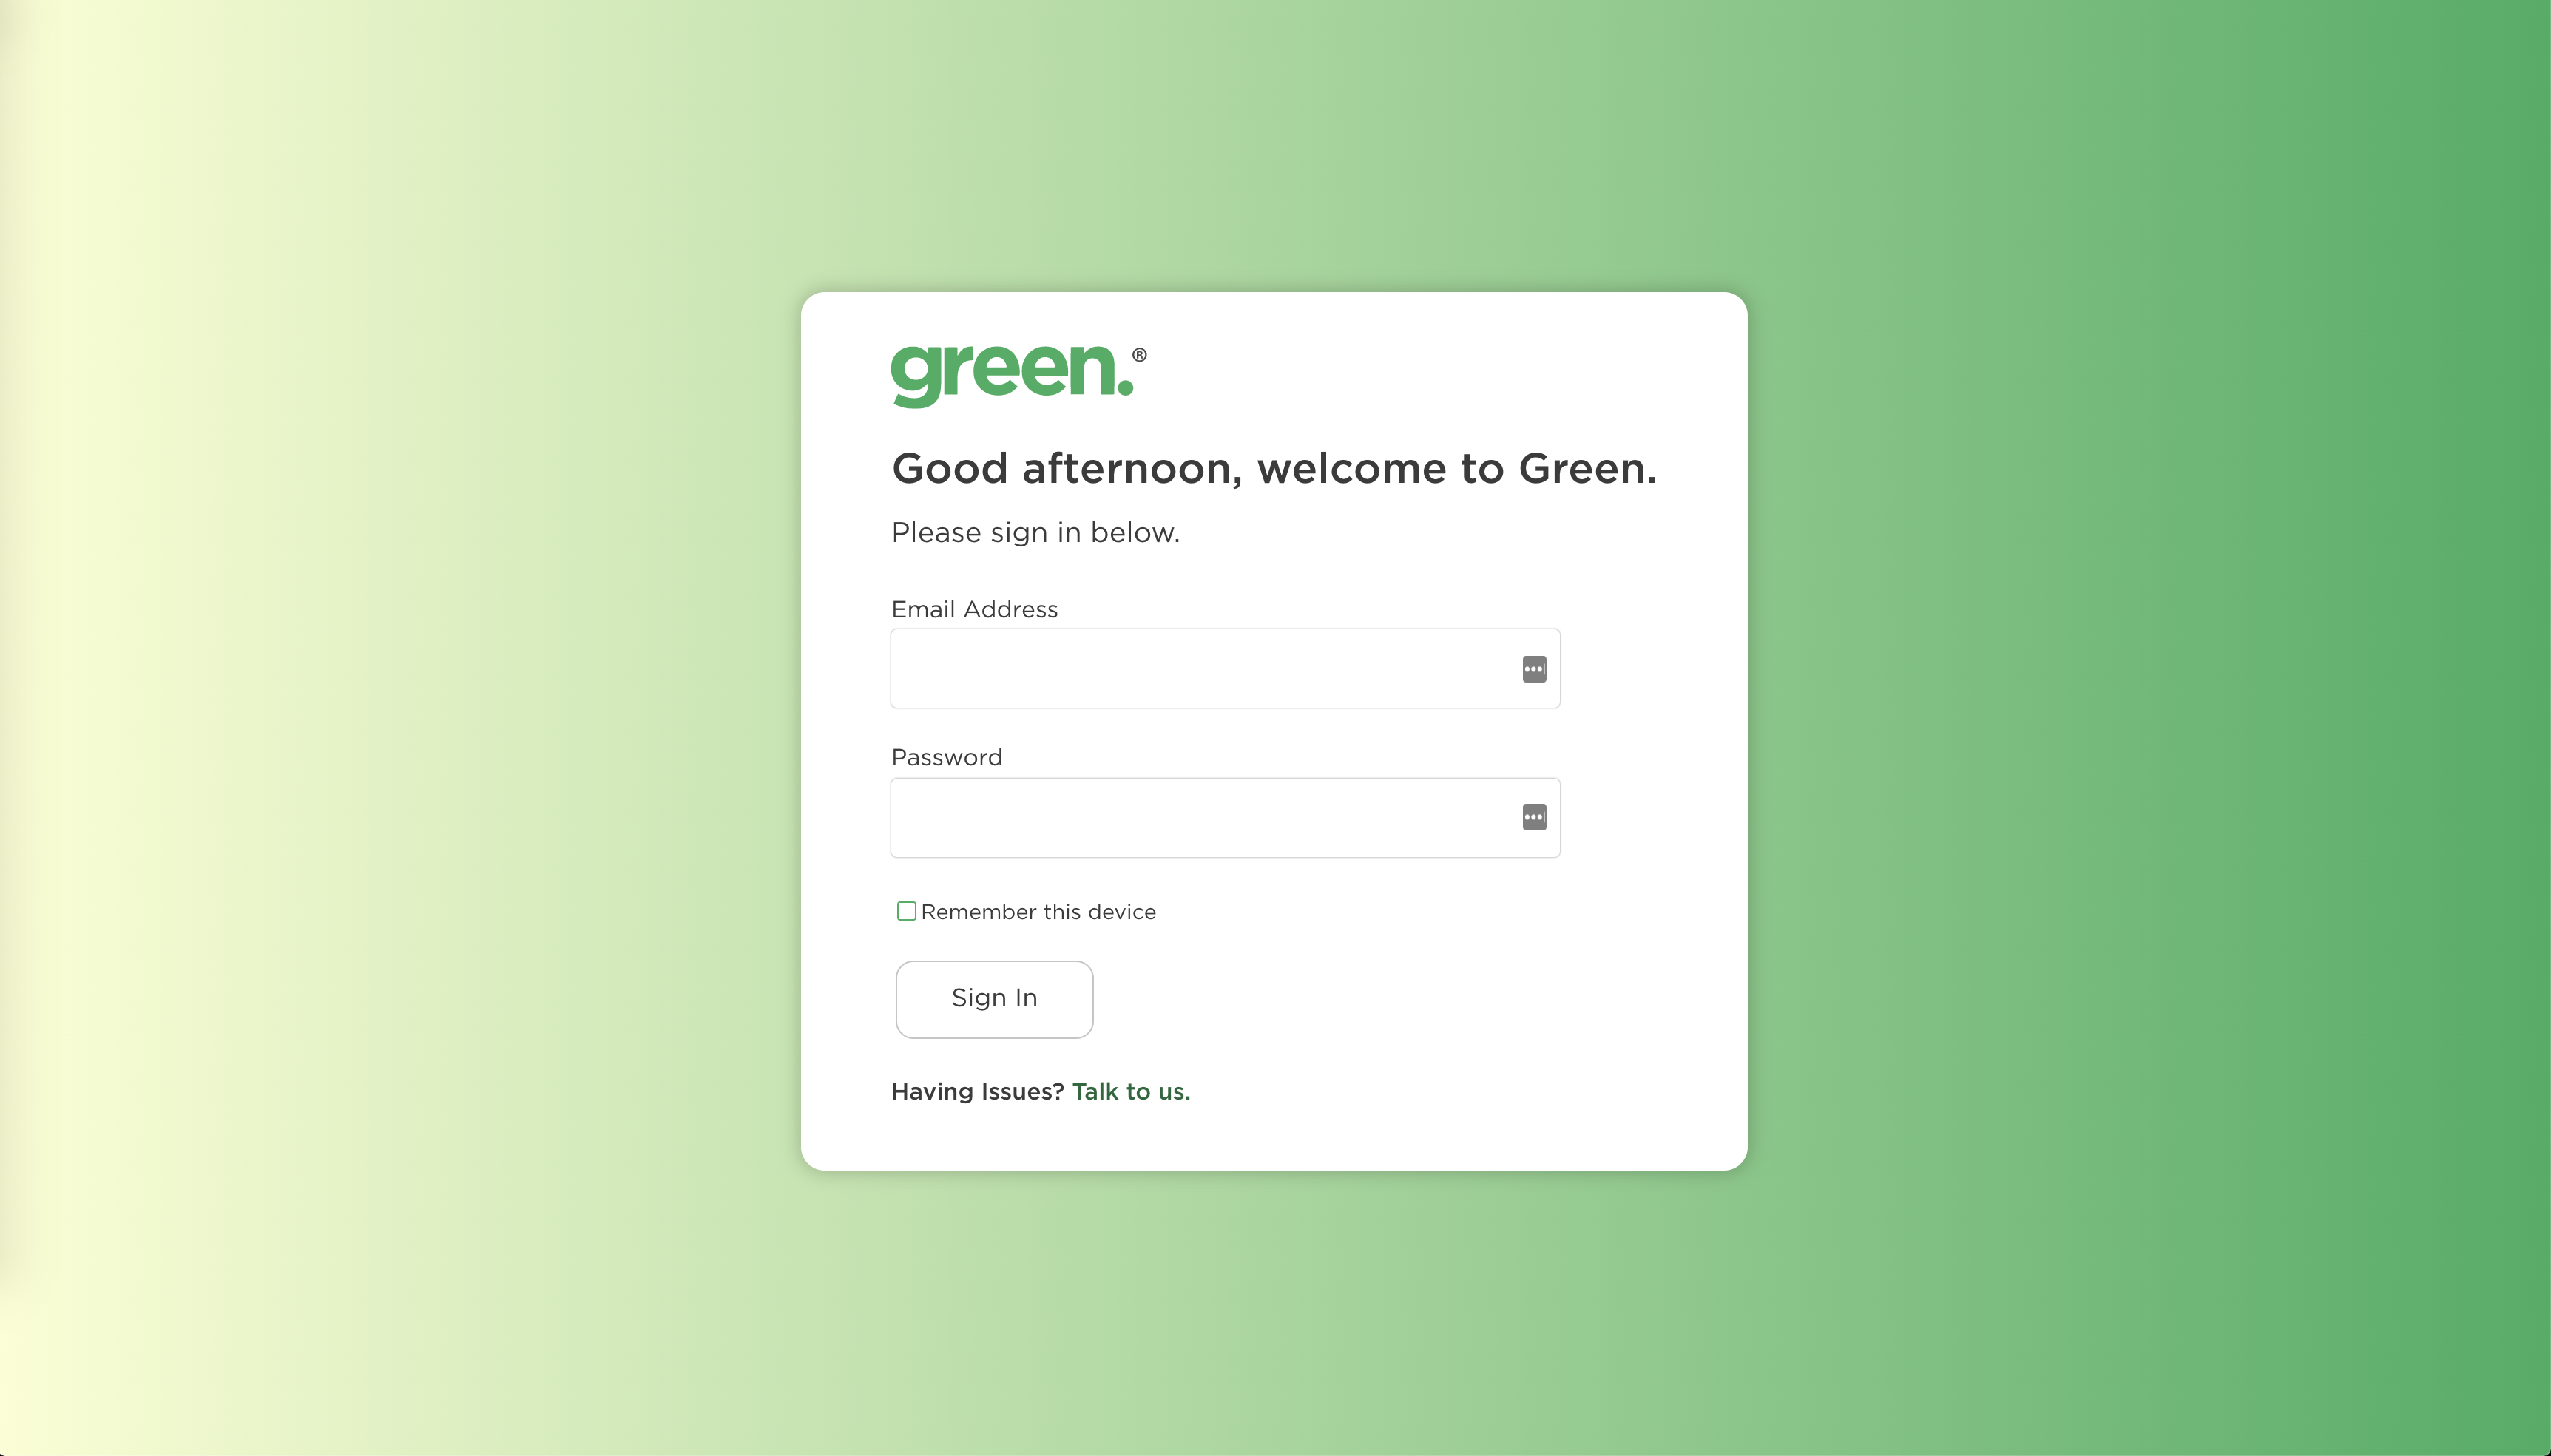 green.®
Good afternoon, welcome to Green.
Please sign in below.
Email Address
Password
Remember this device
Sign In
Having Issues? Talk to us.